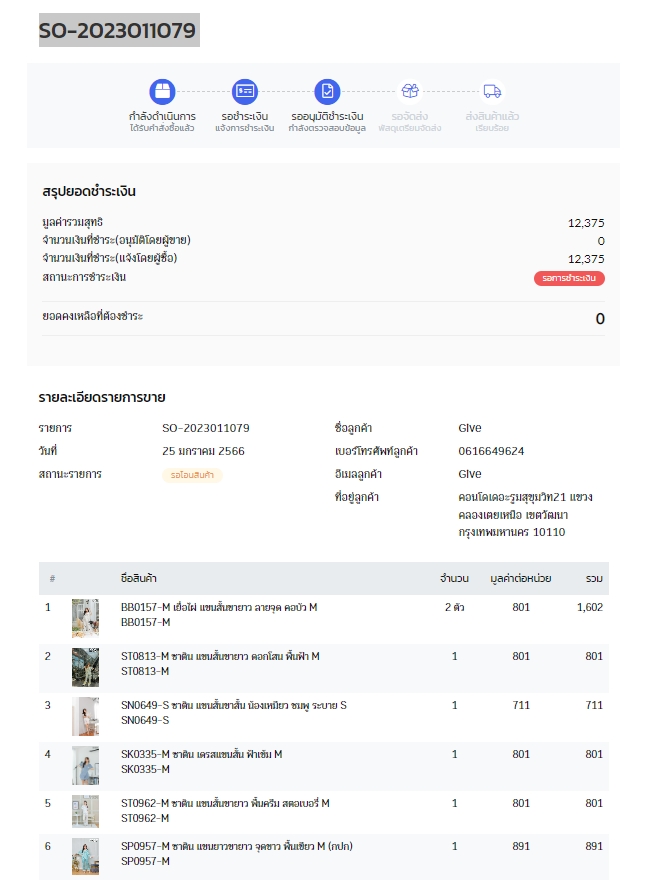 SO-2023011079
กำลังดำเนินการ
ได้รับคำสั่งซื้อแล้ว
รอชำระเงิน
แจ้งการชำระเงิน
รออนุมัติชำระเงิน
กำลังตรวจสอบข้อมูล
รอจัดส่ง
พัสดุเตรียมจัดส่ง
ส่งสินค้าแล้ว
เรียบร้อย
สรุปยอดชำระเงิน
มูลค่ารวมสุทธิ 12,375
จำนวนเงินที่ชำระ(อนุมัติโดยผู้ขาย) 0
จำนวนเงินที่ชำระ(แจ้งโดยผู้ซื้อ) 12,375
สถานะการชำระเงิน รอการชำระเงิน
ยอดคงเหลือที่ต้องชำระ 0
รายละเอียดรายการขาย
รายการ SO-2023011079 ชื่อลูกค้า Give
วันที่ 25 มกราคม 2566 เบอร์โทรศัพท์ลูกค้า 0616649624
สถานะรายการ รอโอนสินค้า อีเมลลูกค้า Give
ที่อยู่ลูกค้า คอนโดเดอะรูมสุขุมวิท21 แขวง
คลองเตยเหนือ เขตวัฒนา
กรุงเทพมหานคร 10110
# ชื่อสินค้า จำนวน มูลค่าต่อหน่วย รวม
1 BB0157-M เยื่อไผ่ แขนสั้นขายาว ลายจุด คอบัว M 2 ตัว 801 1,602
BB0157-M
2 ST0813-M ซาติน แขนสั้นขายาว ดอกโสน พื้นฟ้า M 1 801 801
ST0813-M
3 SN0649-S ซาติน แขนสั้นขาสั้น น้องเหมียว ชมพู ระบาย S 1 711 711
SN0649-S
4 SK0335-M ซาติน เดรสแขนสั้น ฟ้าเข้ม M 1 801 801
SK0335-M
5 ST0962-M ซาติน แขนสั้นขายาว พื้นครีม สตอเบอรี่ M 1 801 801
ST0962-M
6 SP0957-M ซาติน แขนยาวขายาว จุดขาว พื้นเขียว M (กปก) 1 891 891
SP0957-M